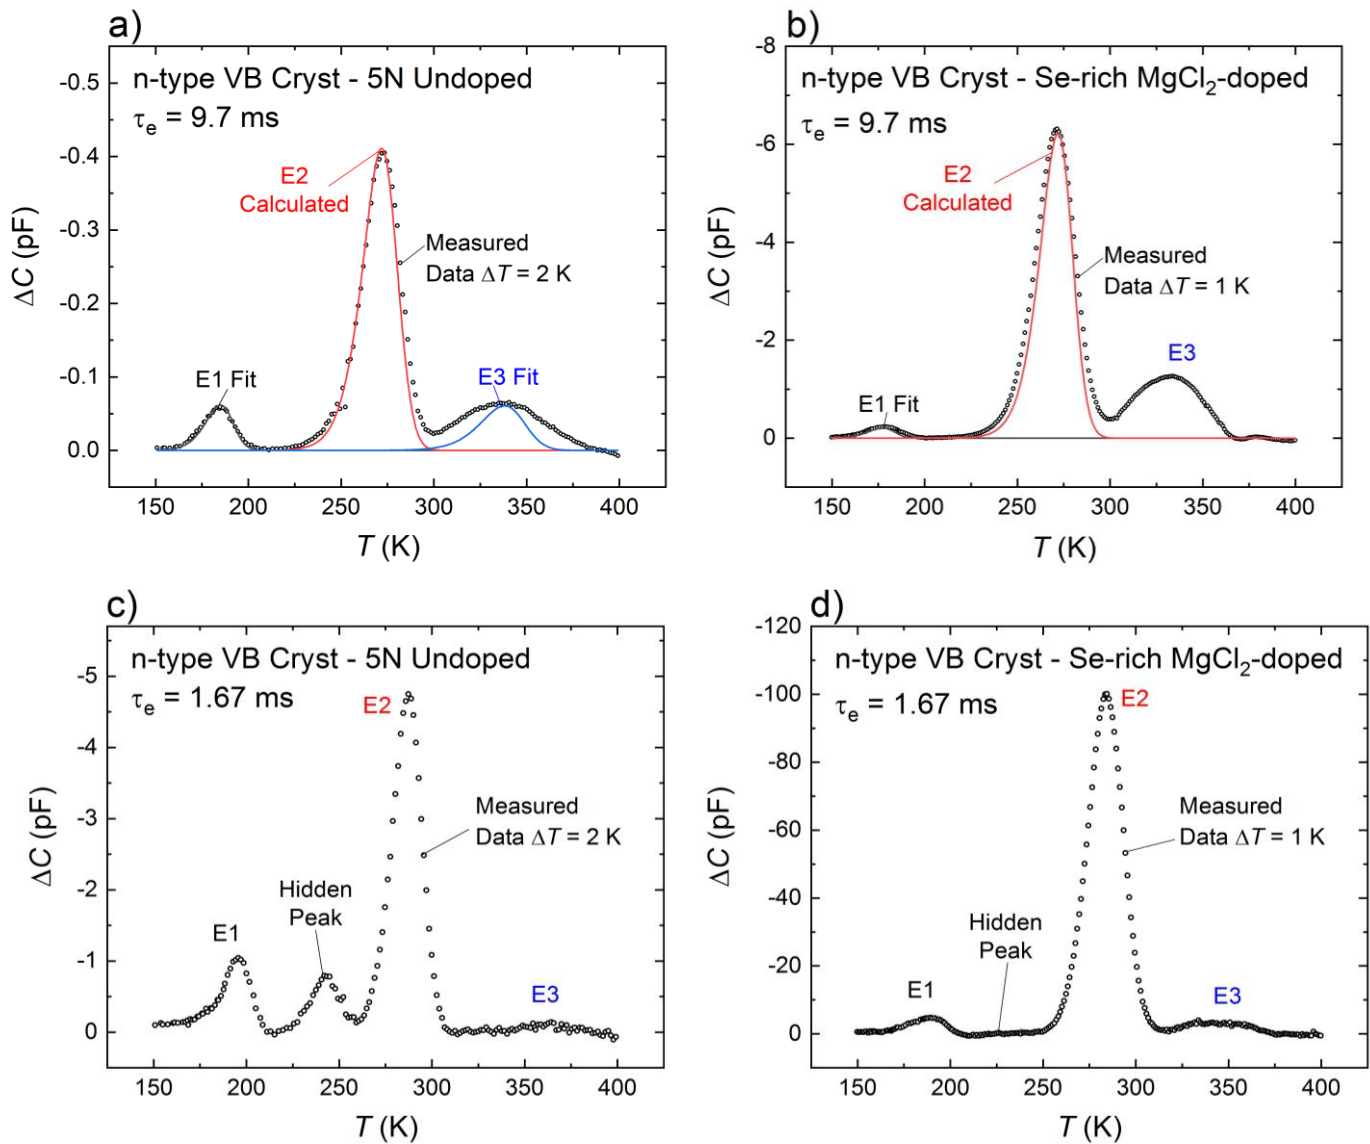 a)
n-type VB Cryst - 5N Undoped
τe = 9.7 ms
E2
Calculated
Measured
Data ΔT = 2 K
E1 Fit
E3 Fit
-0.5
-0.4
-0.3
-0.2
-0.1
0.0
ΔC (pF)
150 200 250 300 350 400
T (K)
b)
n-type VB Cryst - Se-rich MgCl2-doped
τe = 9.7 ms
E2
Calculated
Measured
Data ΔT = 1 K
E3
E1 Fit
-8
-6
-4
-2
0
ΔC (pF)
150 200 250 300 350 400
T (K)
c)
n-type VB Cryst - 5N Undoped
τe = 1.67 ms
E2
Measured
Data ΔT = 2 K
Hidden
Peak
E1
E3
-5
-4
-3
-2
-1
0
ΔC (pF)
150 200 250 300 350 400
T (K)
d)
n-type VB Cryst - Se-rich MgCl2-doped
τe = 1.67 ms
E2
Measured
Data ΔT = 1 K
Hidden
Peak
E1
E3
-120
-100
-80
-60
-40
-20
0
ΔC (pF)
150 200 250 300 350 400
T (K)